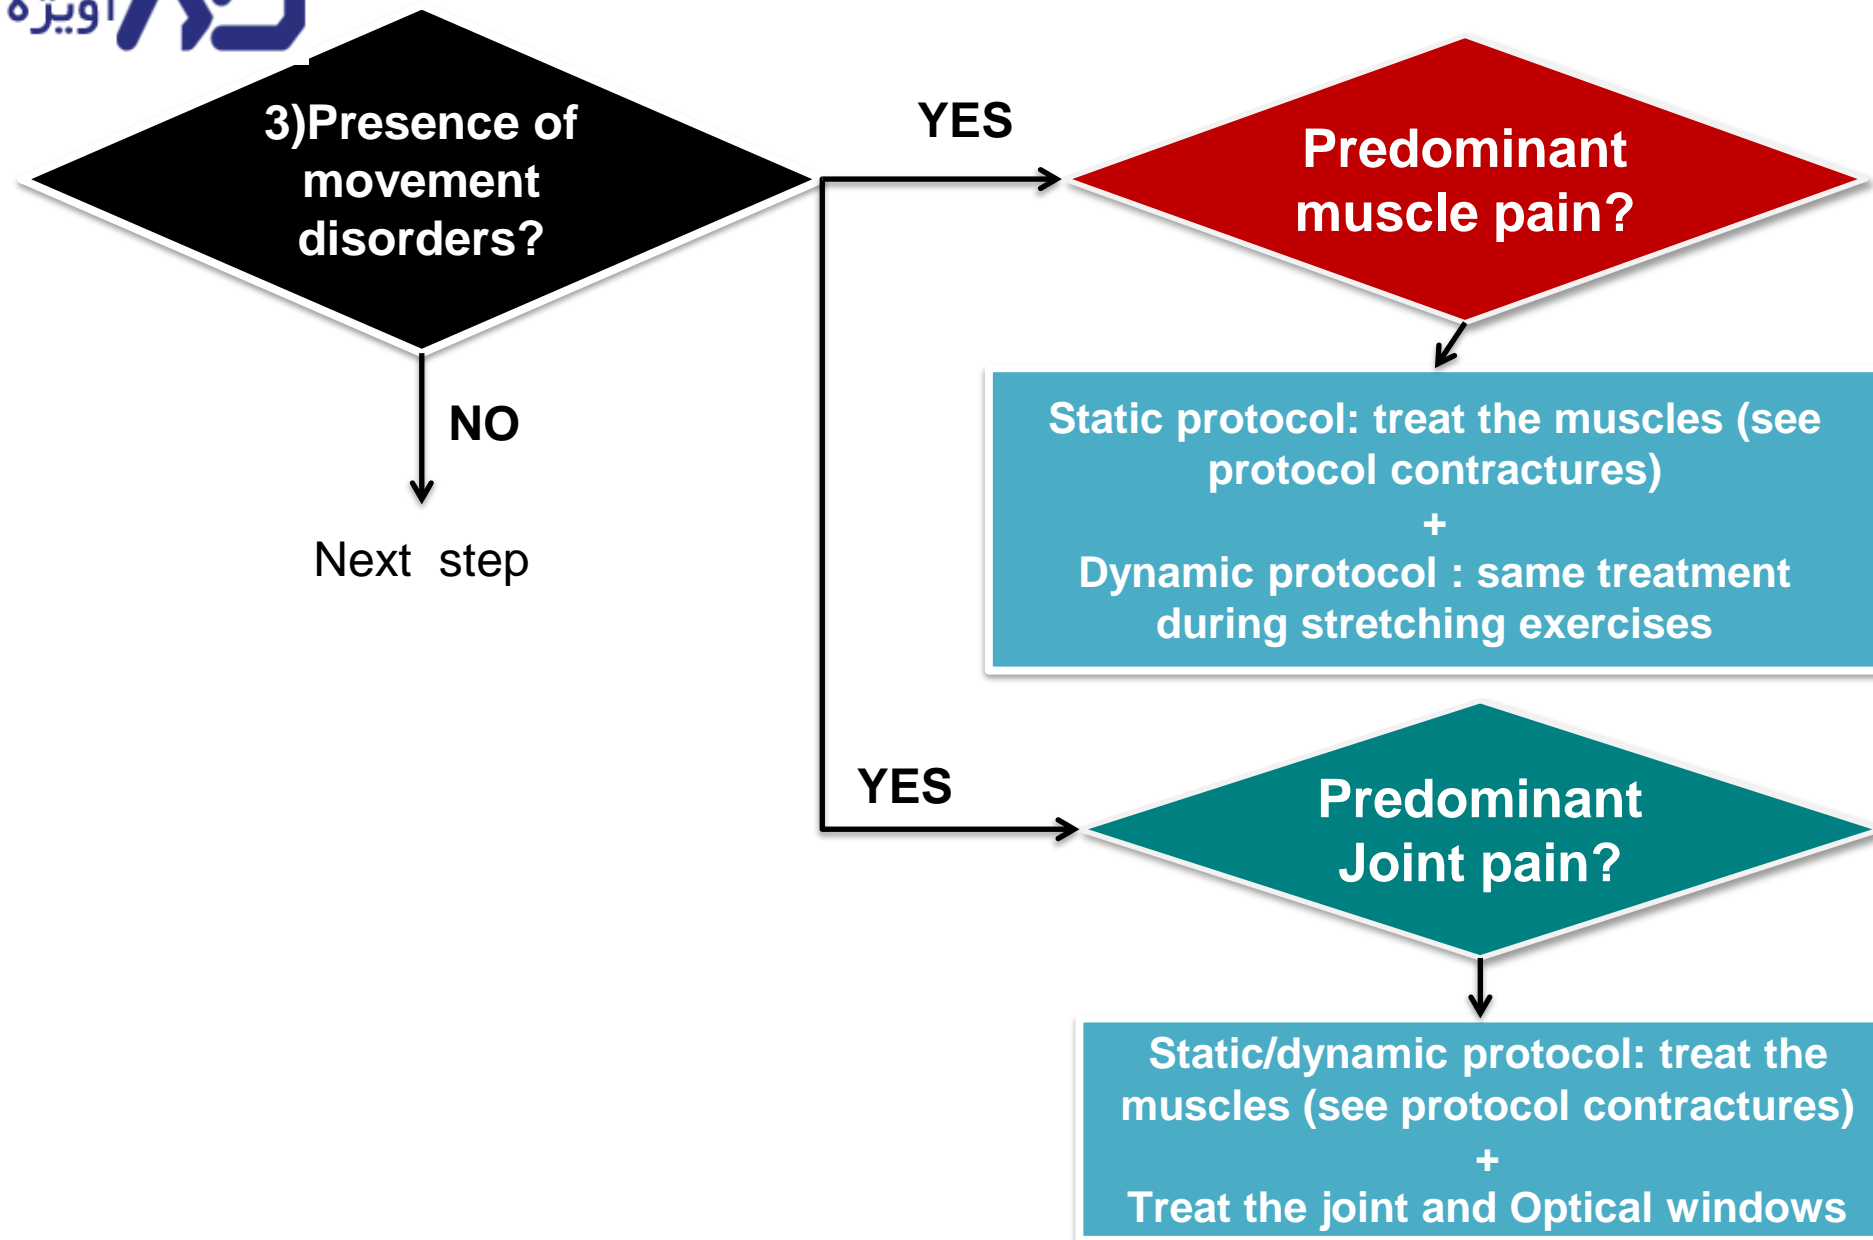 آویژه
3)Presence of
movement
disorders?
YES
Predominant
muscle pain?
NO
Next step
Static protocol: treat the muscles (see
protocol contractures)
+
Dynamic protocol : same treatment
during stretching exercises
YES
Predominant
Joint pain?
Static/dynamic protocol: treat the
muscles (see protocol contractures)
+
Treat the joint and Optical windows